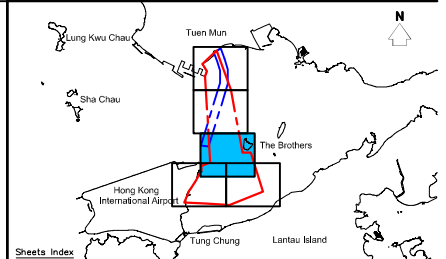 Tuen Mun
N
Lung Kwu Chau
Sha Chau
The Brothers
Hong Kong
International Airport
Tung Chung
Lantau Island
Sheets Index